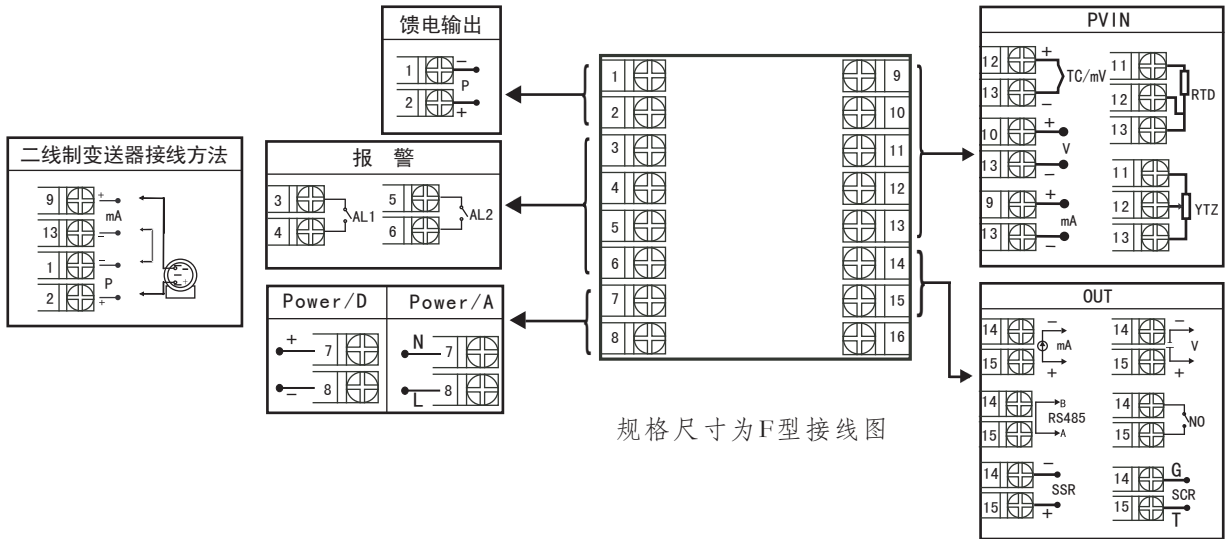 馈电输出
1
−
P
2
+
二线制变送器接线方法
9
+
mA
13
−
1
−
P
2
+
报 警
3
AL1
4
5
AL2
6
Power/D
+
7
−
8
Power/A
N
7
L
8
1
2
3
4
5
6
7
8
9
10
11
12
13
14
15
16
规格尺寸为F型接线图
PVIN
12
+
TC/mV
13
−
10
+
V
13
−
9
+
mA
13
−
11
12
RTD
13
11
12
YTZ
13
OUT
14
−
mA
15
+
14
B
RS485
15
A
14
−
SSR
15
+
14
−
V
15
+
14
NO
15
14
G
SCR
15
T